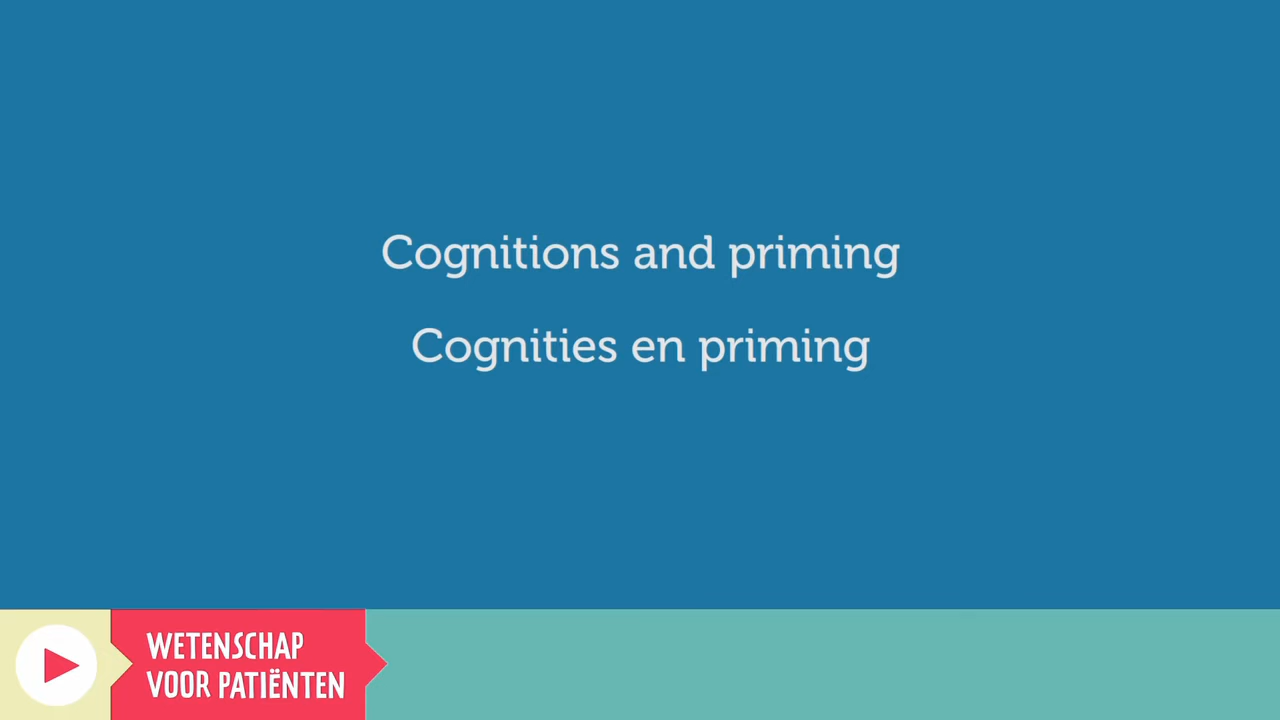 Cognitions and priming
Cognities en priming
WETENSCHAP
VOOR PATIËNTEN